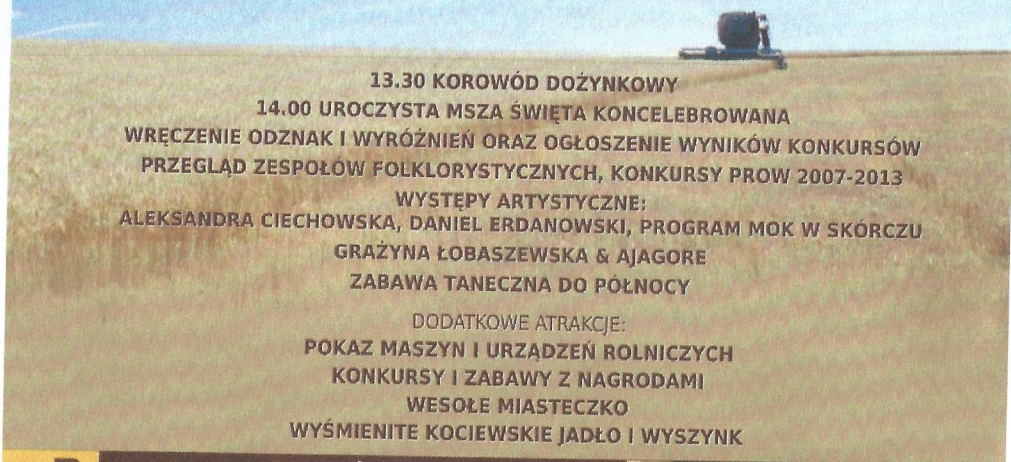 13.30 KOROWÓD DOŻYNKOWY
14.00 UROCZYSTA MSZA ŚWIĘTA KONCELEBROWANA
WRĘCZENIE ODZNAK I WYRÓŻNIEŃ ORAZ OGŁOSZENIE WYNIKÓW KONKURSÓW
PRZEGLĄD ZESPOŁÓW FOLKLORYSTYCZNYCH, KONKURSY PROW 2007-2013
WYSTĘPY ARTYSTYCZNE:
ALEKSANDRA CIECHOWSKA, DANIEL ERDANOWSKI, PROGRAM MOK W SKÓRCZU
GRAŻYNA ŁOBASZEWSKA & AJAGORE
ZABAWA TANECZNA DO PÓŁNOCY
DODATKOWE ATRAKCJE:
POKAZ MASZYN I URZĄDZEŃ ROLNICZYCH
KONKURSY I ZABAWY Z NAGRODAMI
WESOŁE MIASTECZKO
WYŚMIENITE KOCIEWSKIE JADŁO I WYSZYNK